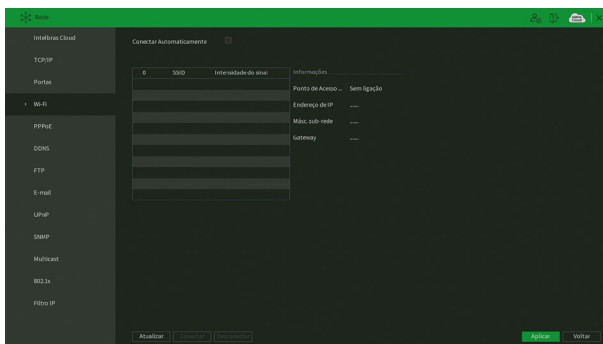 Rede
Intelbras Cloud
TCP/IP
Portas
Wi-Fi
PPPoE
DDNS
FTP
E-mail
UPnP
SNMP
Multicast
802.1x
Filtro IP
Conectar Automaticamente
0 SSID Intensidade do sinal
Informações
Ponto de Acesso ... Sem ligação
Endereço de IP -.-.-.
Másc. sub-rede -.-.-.
Gateway -.-.-.
Atualizar Conectar Desconectar
Aplicar Voltar